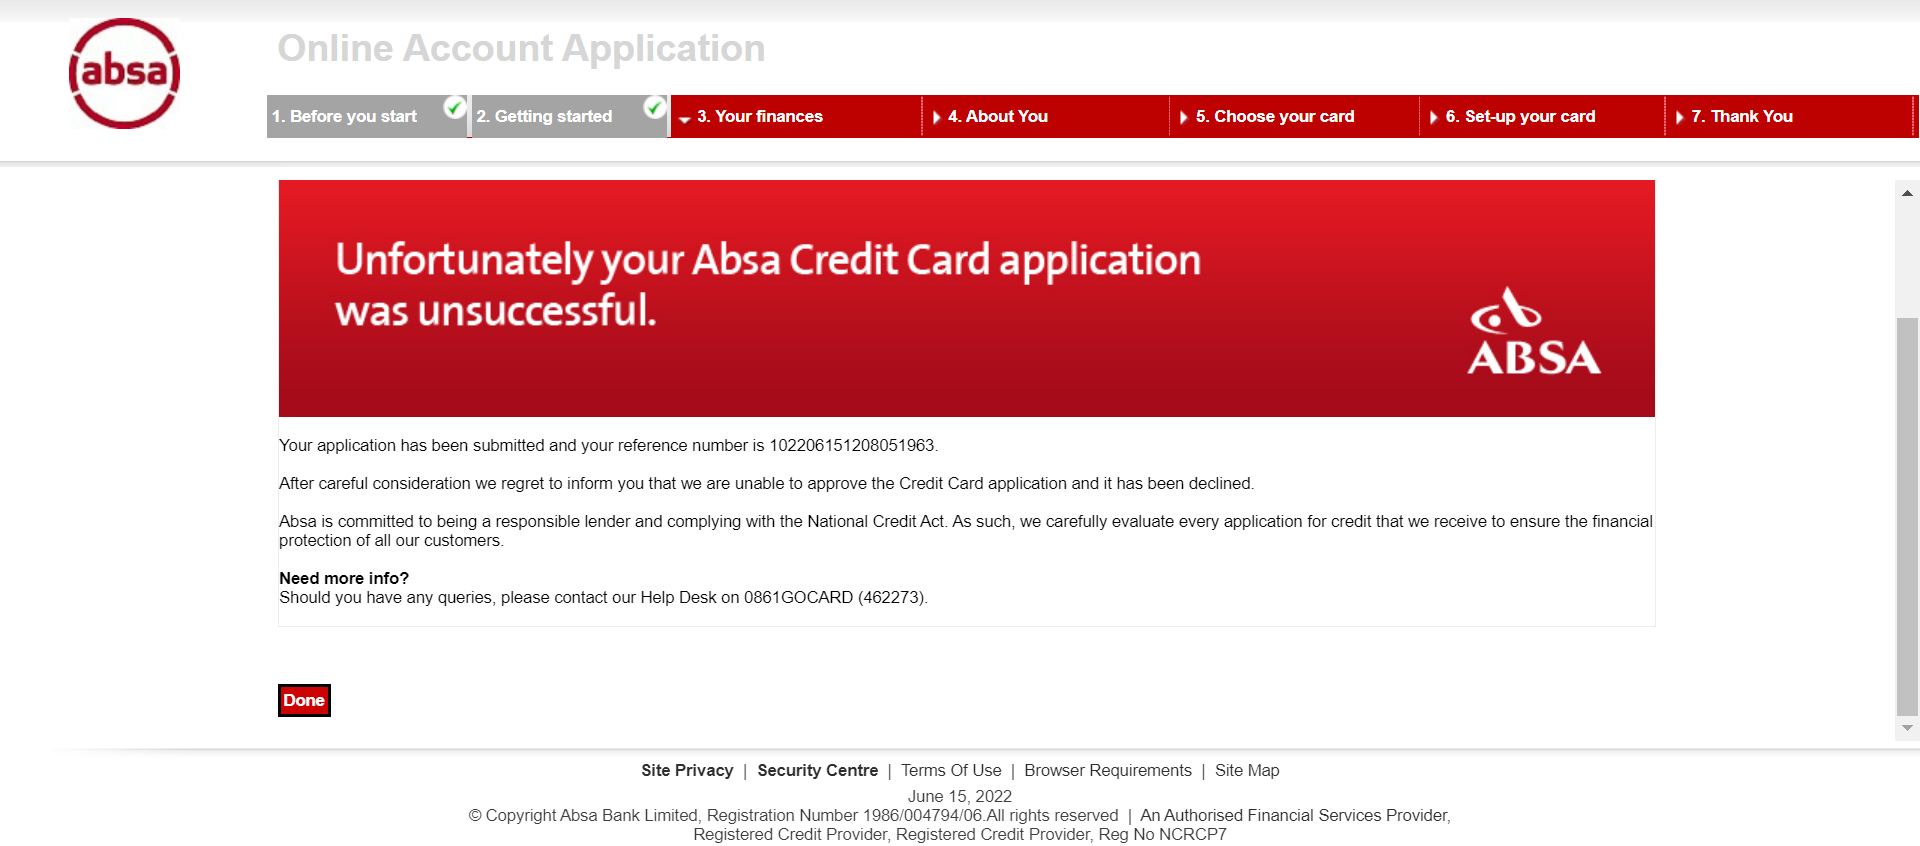 absa
Online Account Application
1. Before you start
2. Getting started
3. Your finances
4. About You
5. Choose your card
6. Set-up your card
7. Thank You
Unfortunately your Absa Credit Card application
was unsuccessful.
ABSA
Your application has been submitted and your reference number is 102206151208051963.
After careful consideration we regret to inform you that we are unable to approve the Credit Card application and it has been declined.
Absa is committed to being a responsible lender and complying with the National Credit Act. As such, we carefully evaluate every application for credit that we receive to ensure the financial
protection of all our customers.
Need more info?
Should you have any queries, please contact our Help Desk on 0861GOCARD (462273).
Done
Site Privacy | Security Centre | Terms Of Use | Browser Requirements | Site Map
June 15, 2022
© Copyright Absa Bank Limited, Registration Number 1986/004794/06.All rights reserved | An Authorised Financial Services Provider,
Registered Credit Provider, Registered Credit Provider, Reg No NCRCP7